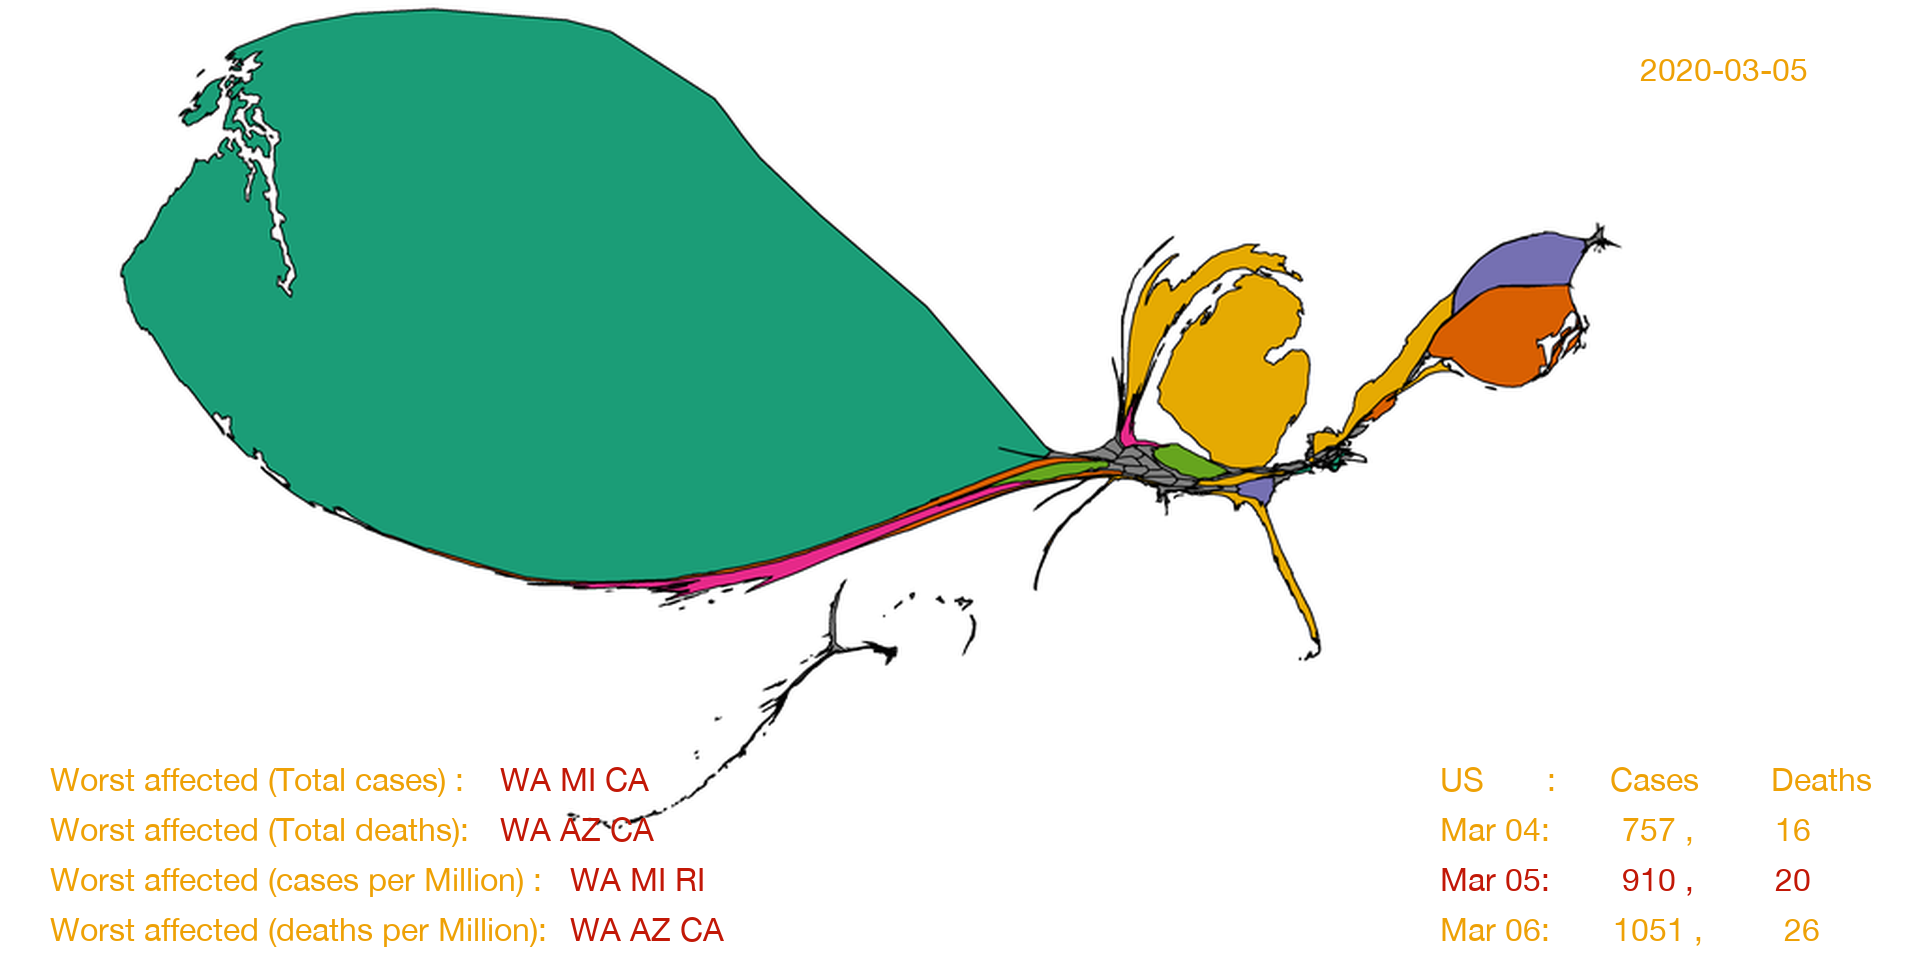 2020-03-05
Worst affected (Total cases) : WA MI CA
Worst affected (Total deaths): WA AZ CA
Worst affected (cases per Million) : WA MI RI
Worst affected (deaths per Million): WA AZ CA
US : Cases Deaths
Mar 04: 757 , 16
Mar 05: 910 , 20
Mar 06: 1051 , 26